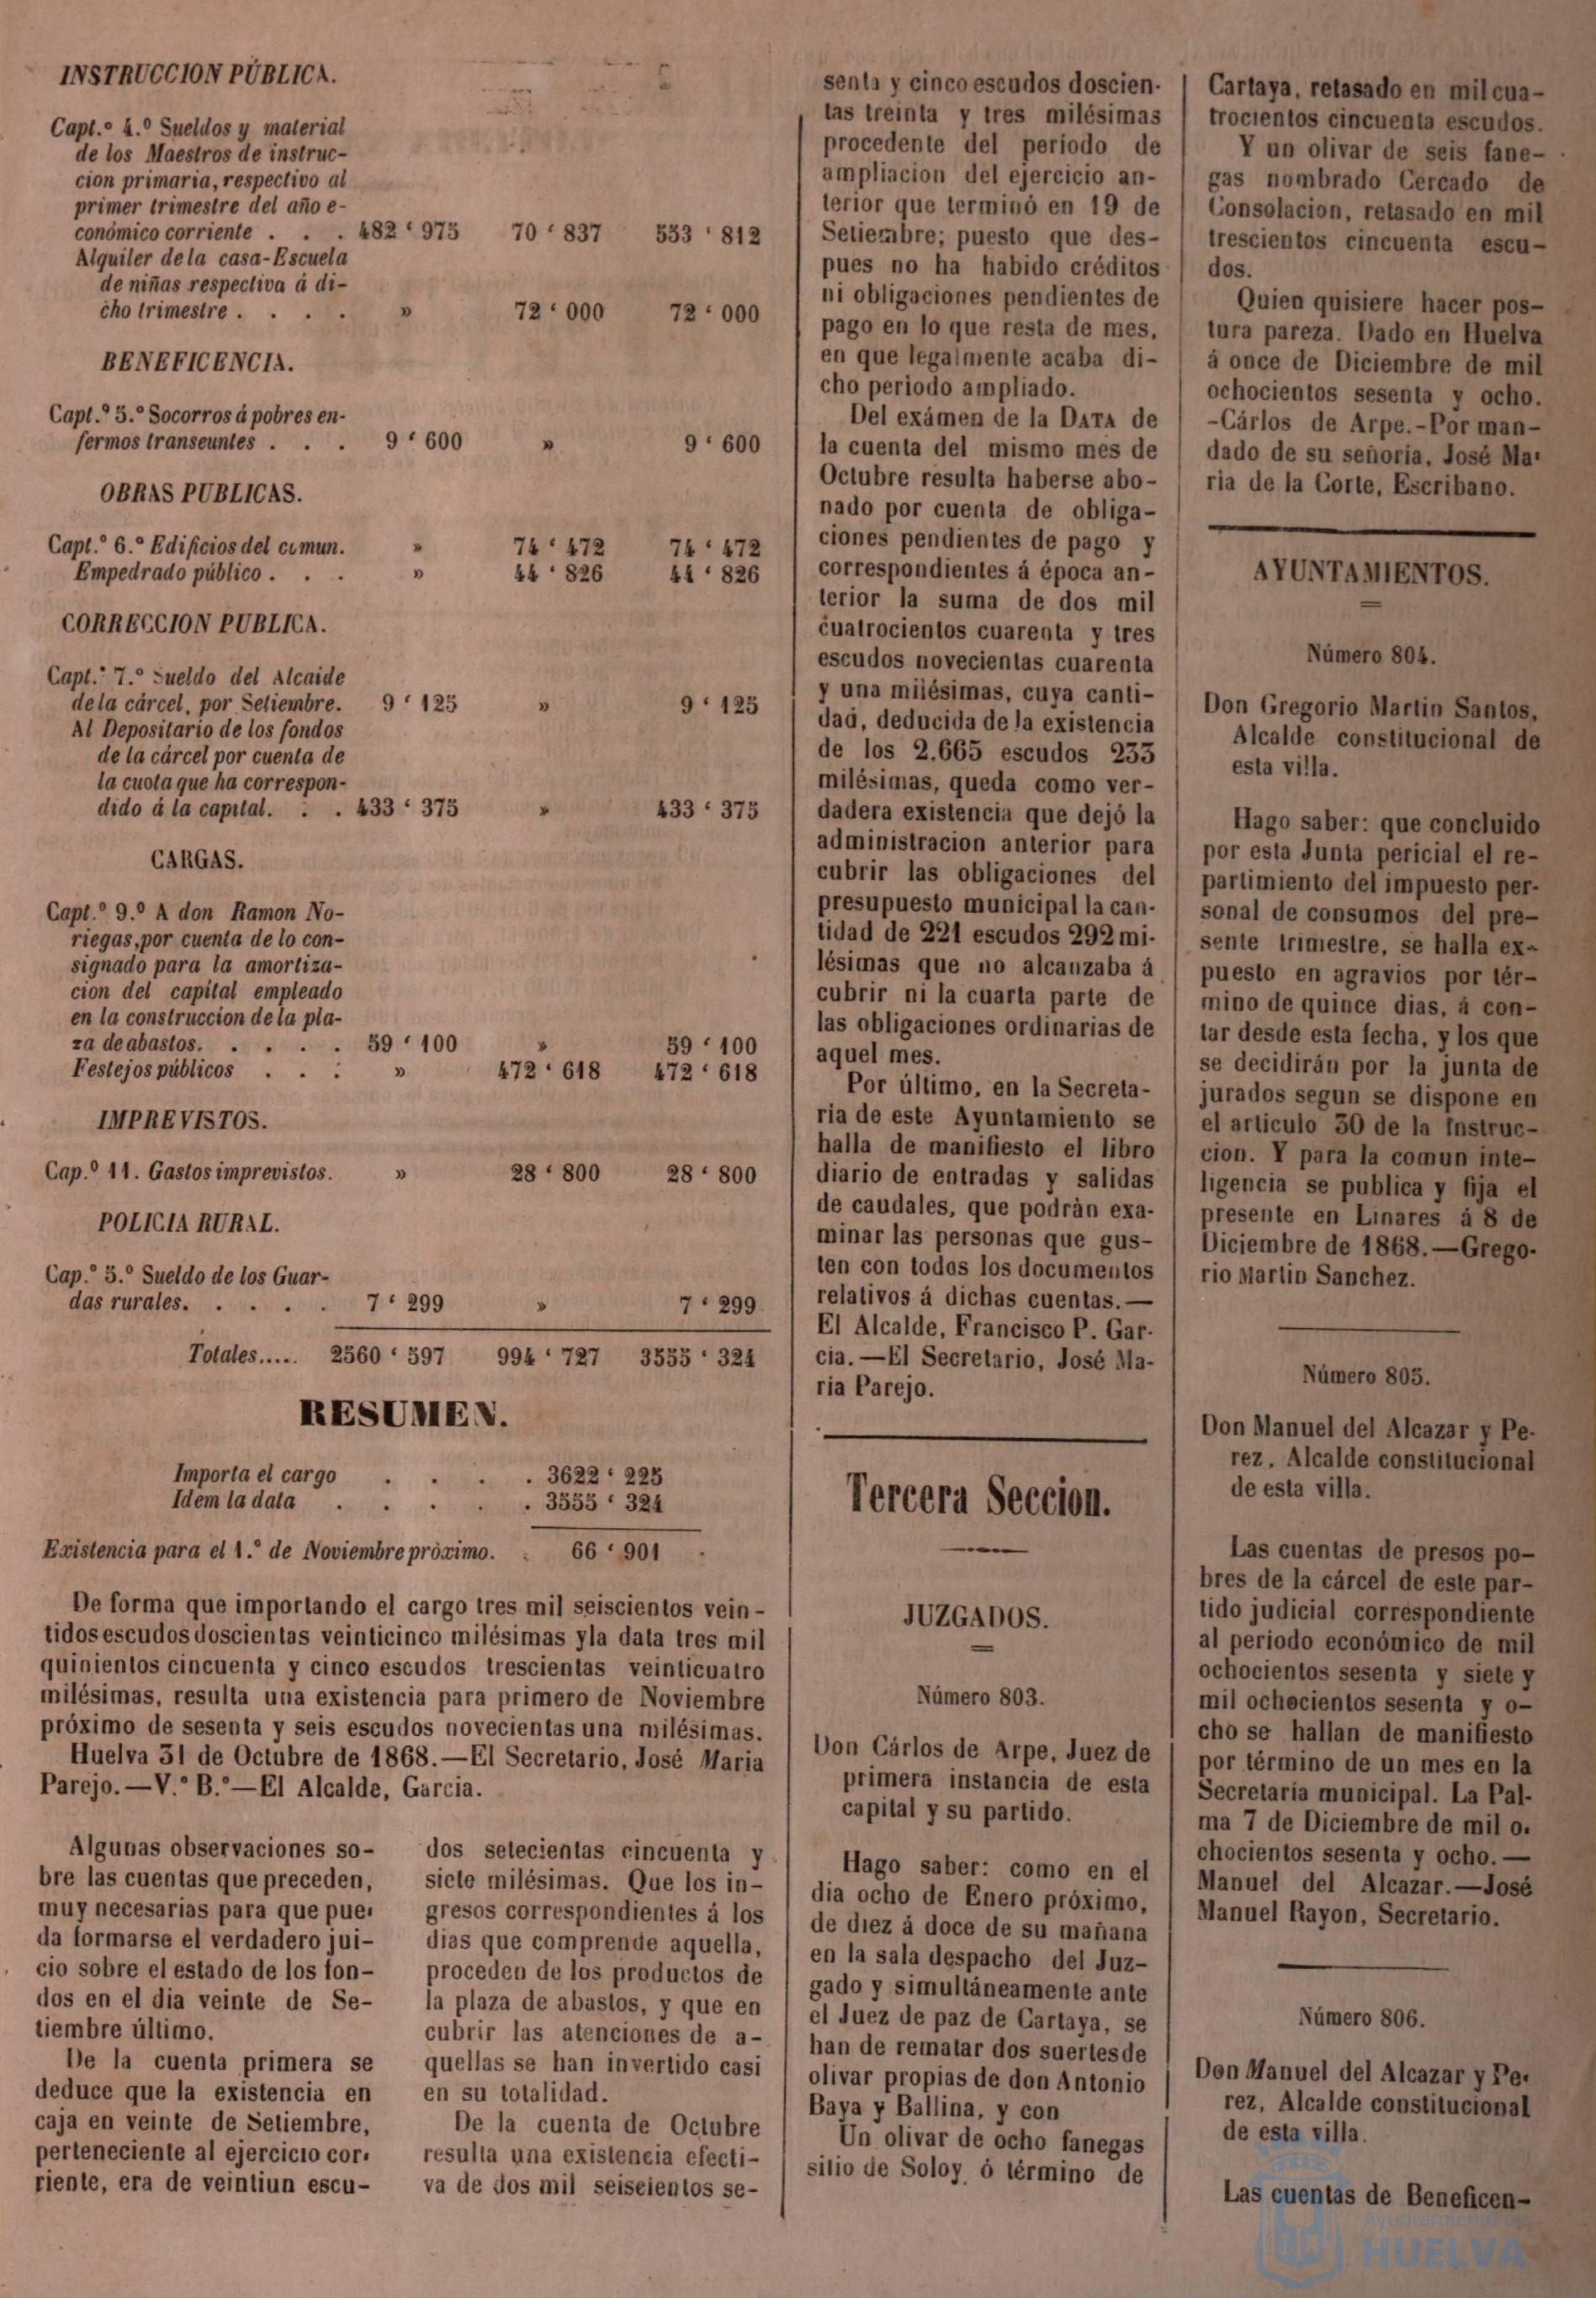 INSTRUCCION PÚBLICA.
Capt.º 4.º Sueldos y material
de los Maestros de instruc-
cion primaria, respectivo al
primer trimestre del año e-
conómico corriente . . . 482 ‘ 975 70 ‘ 837 553 ‘ 812
Alquiler de la casa-Escuela
de niñas respectiva á di-
cho trimestre . . . . » 72 ‘ 000 72 ‘ 000
BENEFICENCIA.
Capt.º 5.º Socorros á pobres en-
fermos transeuntes . . . 9 ‘ 600 » 9 ‘ 600
OBRAS PUBLICAS.
Capt.º 6.º Edificios del comun. » 74 ‘ 472 74 ‘ 472
Empedrado público . . . » 44 ‘ 826 44 ‘ 826
CORRECCION PUBLICA.
Capt.º 7.º Sueldo del Alcaide
de la cárcel, por Setiembre. 9 ‘ 125 » 9 ‘ 125
Al Depositario de los fondos
de la cárcel por cuenta de
la cuota que ha correspon-
dido á la capital. . . 433 ‘ 375 » 433 ‘ 375
CARGAS.
Capt.º 9.º A don Ramon No-
riegas, por cuenta de lo con-
signado para la amortiza-
cion del capital empleado
en la construccion de la pla-
za de abastos. . . . . 59 ‘ 100 » 59 ‘ 100
Festejos públicos . . : » 472 ‘ 618 472 ‘ 618
IMPREVISTOS.
Cap.º 11. Gastos imprevistos. » 28 ‘ 800 28 ‘ 800
POLICIA RURAL.
Cap.º 5.º Sueldo de los Guar-
das rurales. . . . . 7 ‘ 299 » 7 ‘ 299
Totales..... 2560 ‘ 597 994 ‘ 727 3555 ‘ 324
RESUMEN.
Importa el cargo . . . . 3622 ‘ 225
Idem la data . . . . . 3555 ‘ 324
Existencia para el 1.º de Noviembre próximo. . 66 ‘ 901
De forma que importando el cargo tres mil seiscientos vein-
tidos escudos doscientas veinticinco milésimas y la data tres mil
quinientos cincuenta y cinco escudos trescientas veinticuatro
milésimas, resulta una existencia para primero de Noviembre
próximo de sesenta y seis escudos novecientas una milésimas.
Huelva 31 de Octubre de 1868.—El Secretario, José Maria
Parejo.—V.º B.º—El Alcalde, Garcia.
Algunas observaciones so-
bre las cuentas que preceden,
muy necesarias para que pue-
da formarse el verdadero jui-
cio sobre el estado de los fon-
dos en el dia veinte de Se-
tiembre último.
De la cuenta primera se
deduce que la existencia en
caja en veinte de Setiembre,
perteneciente al ejercicio cor-
riente, era de veintiun escu-
dos setecientas cincuenta y
siete milésimas. Que los in-
gresos correspondientes á los
dias que comprende aquella,
proceden de los productos de
la plaza de abastos, y que en
cubrir las atenciones de a-
quellas se han invertido casi
en su totalidad.
De la cuenta de Octubre
resulta una existencia efecti-
va de dos mil seiscientos se-
senta y cinco escudos doscien-
tas treinta y tres milésimas
procedente del período de
ampliacion del ejercicio an-
terior que terminó en 19 de
Setiembre; puesto que des-
pues no ha habido créditos
ni obligaciones pendientes de
pago en lo que resta de mes,
en que legalmente acaba di-
cho periodo ampliado.
Del exámen de la DATA de
la cuenta del mismo mes de
Octubre resulta haberse abo-
nado por cuenta de obliga-
ciones pendientes de pago y
correspondientes á época an-
terior la suma de dos mil
cuatrocientos cuarenta y tres
escudos novecientas cuarenta
y una milésimas, cuya canti-
dad, deducida de la existencia
de los 2.665 escudos 233
milésimas, queda como ver-
dadera existencia que dejó la
administracion anterior para
cubrir las obligaciones del
presupuesto municipal la can-
tidad de 221 escudos 292 mi-
lésimas que no alcanzaba á
cubrir ni la cuarta parte de
las obligaciones ordinarias de
aquel mes.
Por último, en la Secreta-
ria de este Ayuntamiento se
halla de manifiesto el libro
diario de entradas y salidas
de caudales, que podrán exa-
minar las personas que gus-
ten con todos los documentos
relativos á dichas cuentas.—
El Alcalde, Francisco P. Gar-
cia.—El Secretario, José Ma-
ría Parejo.
Tercera Seccion.
JUZGADOS.
Número 803.
Don Cárlos de Arpe, Juez de
primera instancia de esta
capital y su partido.
Hago saber: como en el
dia ocho de Enero próximo,
de diez á doce de su mañana
en la sala despacho del Juz-
gado y simultáneamente ante
el Juez de paz de Cartaya, se
han de rematar dos suertes de
olivar propias de don Antonio
Baya y Ballina, y con
Un olivar de ocho fanegas
sitio de Soloy, ó término de
Cartaya, retasado en mil cua-
trocientos cincuenta escudos.
Y un olivar de seis fane-
gas nombrado Cercado de
Consolacion, retasado en mil
trescientos cincuenta escu-
dos.
Quien quisiere hacer pos-
tura pareza. Dado en Huelva
á once de Diciembre de mil
ochocientos sesenta y ocho.
-Cárlos de Arpe.-Por man-
dado de su señoria, José Ma-
ria de la Corte, Escribano.
AYUNTAMIENTOS.
Número 804.
Don Gregorio Martin Santos,
Alcalde constitucional de
esta villa.
Hago saber: que concluido
por esta Junta pericial el re-
partimiento del impuesto per-
sonal de consumos del pre-
sente trimestre, se halla ex-
puesto en agravios por tér-
mino de quince dias, á con-
tar desde esta fecha, y los que
se decidirán por la junta de
jurados segun se dispone en
el articulo 30 de la Instruc-
cion. Y para la comun inte-
ligencia se publica y fija el
presente en Linares á 8 de
Diciembre de 1868.—Grego-
rio Martin Sanchez.
Número 805.
Don Manuel del Alcazar y Pe-
rez, Alcalde constitucional
de esta villa.
Las cuentas de presos po-
bres de la cárcel de este par-
tido judicial correspondiente
al periodo económico de mil
ochocientos sesenta y siete y
mil ochocientos sesenta y o-
cho se hallan de manifiesto
por término de un mes en la
Secretaría municipal. La Pal-
ma 7 de Diciembre de mil o-
chocientos sesenta y ocho.—
Manuel del Alcazar.—José
Manuel Rayon, Secretario.
Número 806.
Don Manuel del Alcazar y Pe-
rez, Alcalde constitucional
de esta villa.
Las cuentas de Beneficen-
Ayuntamiento de
HUELVA